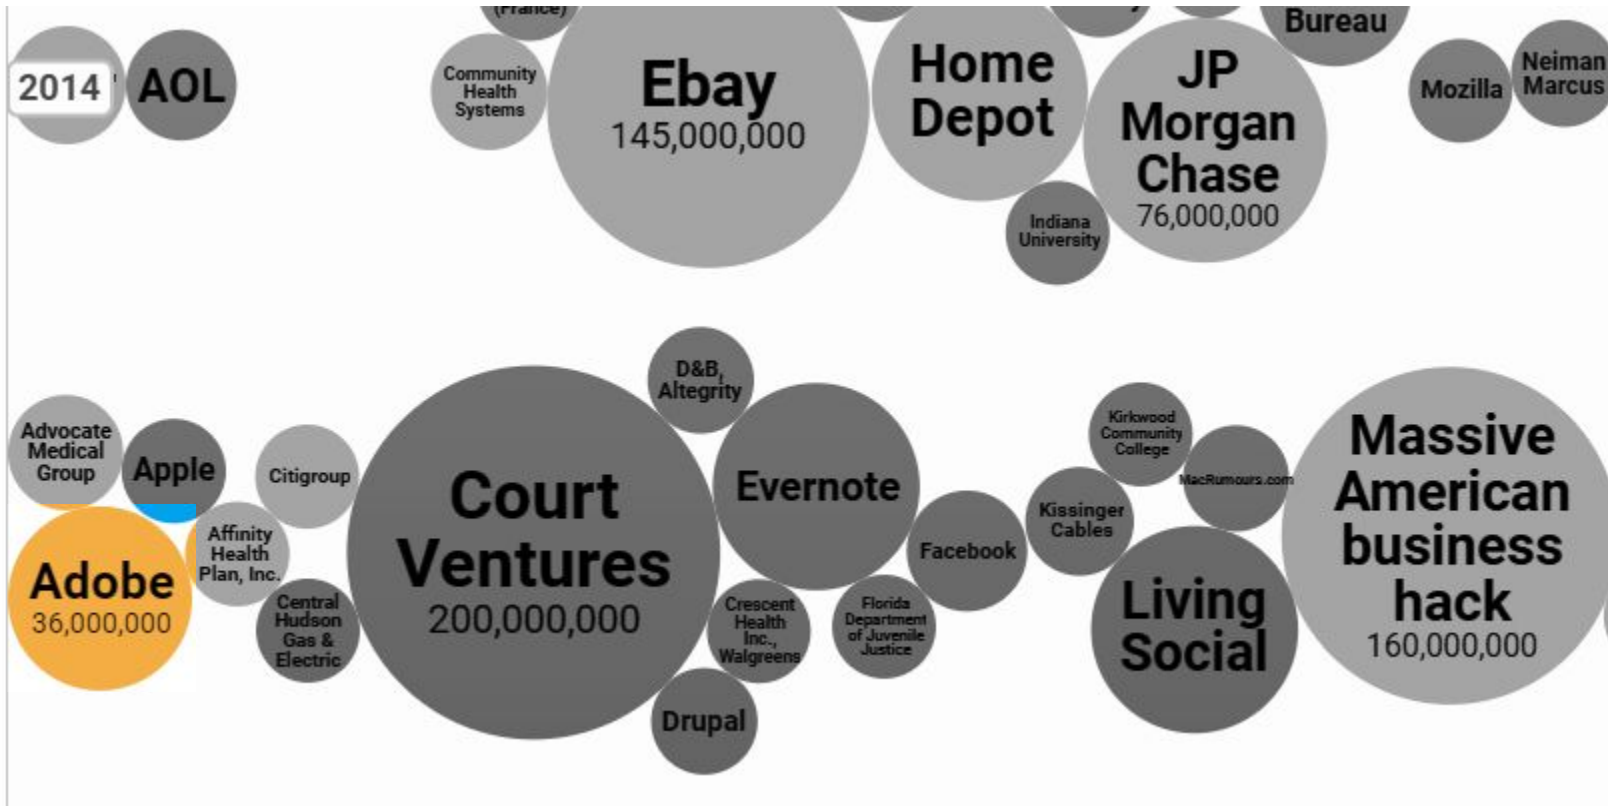 (France)
Bureau
2014
AOL
Community
Health
Systems
Ebay
145,000,000
Home
Depot
JP
Morgan
Chase
76,000,000
Mozilla
Neiman
Marcus
Indiana
University
D&B,
Altegrity
Advocate
Medical
Group
Apple
Citigroup
Court
Ventures
200,000,000
Evernote
Kirkwood
Community
College
MacRumours.com
Massive
American
business
hack
160,000,000
Kissinger
Cables
Facebook
Adobe
36,000,000
Affinity
Health
Plan, Inc.
Central
Hudson
Gas &
Electric
Crescent
Health
Inc.,
Walgreens
Florida
Department
of Juvenile
Justice
Living
Social
Drupal